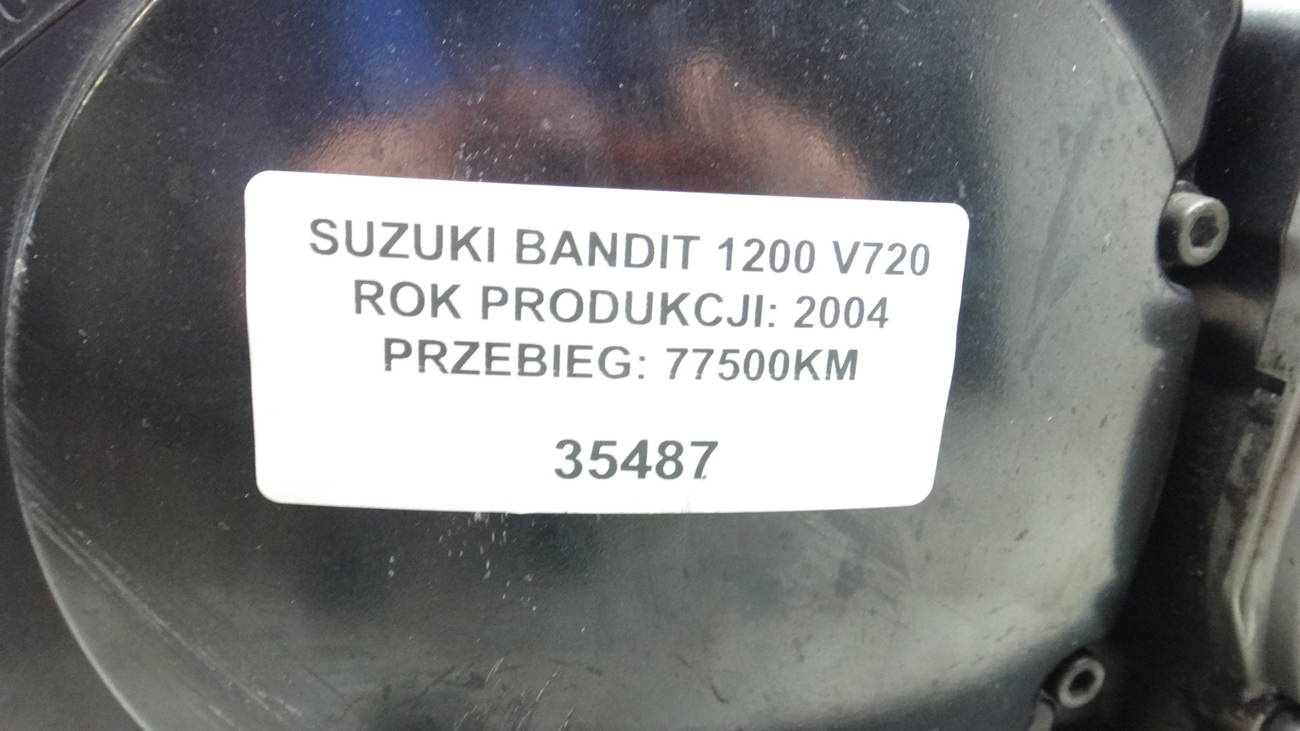 SUZUKI BANDIT 1200 V720
ROK PRODUKCJI: 2004
PRZEBIEG: 77500KM
35487